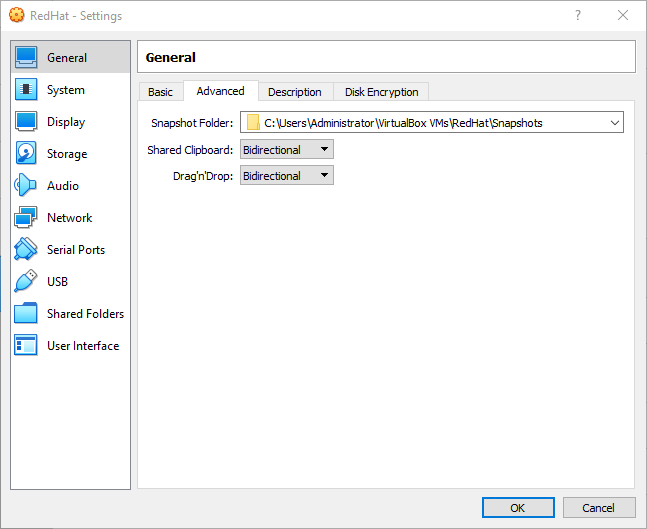 RedHat - Settings
?
General
System
Display
Storage
Audio
Network
Serial Ports
USB
Shared Folders
User Interface
General
Basic Advanced Description Disk Encryption
Snapshot Folder: C:\Users\Administrator\VirtualBox VMs\RedHat\Snapshots
Shared Clipboard: Bidirectional
Drag'n'Drop: Bidirectional
OK Cancel